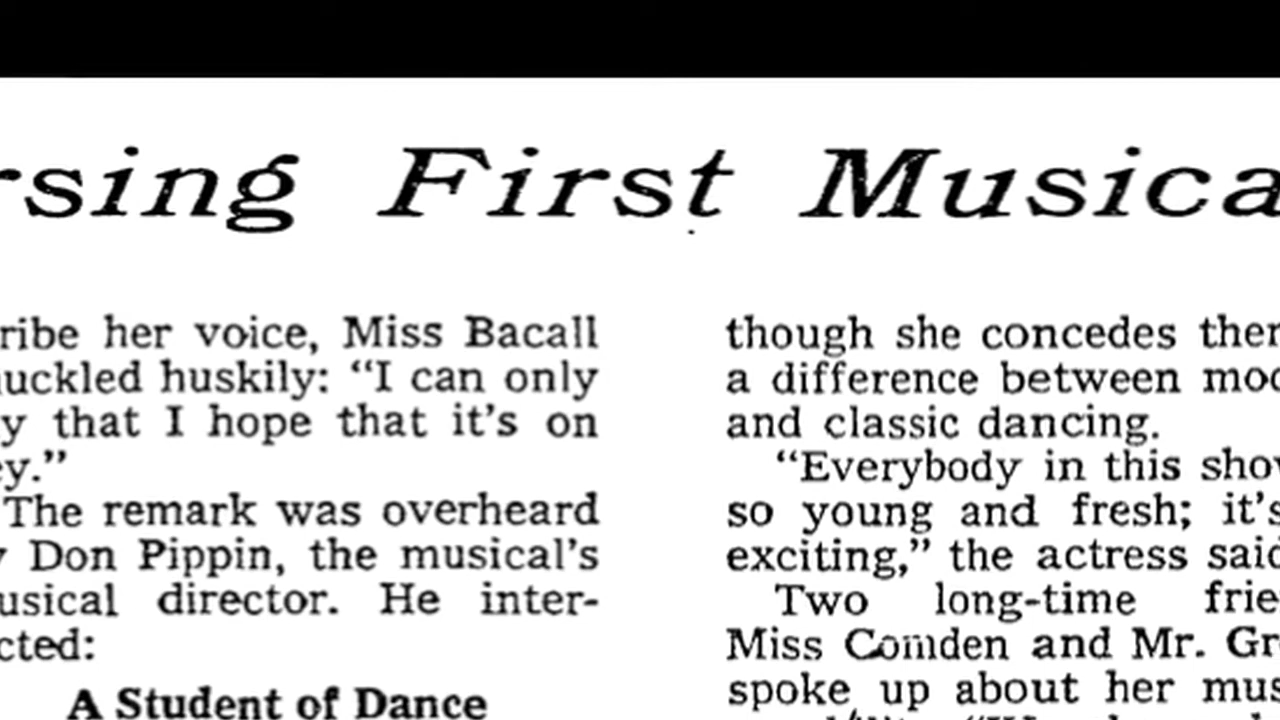 rsing First Musica
ribe her voice, Miss Bacall
uckled huskily: “I can only
y that I hope that it's on
ey.”
The remark was overheard
y Don Pippin, the musical's
usical director. He inter-
cted:
A Student of Dance
though she concedes ther
a difference between mod
and classic dancing.
“Everybody in this show
so young and fresh; it's
exciting,” the actress said
Two long-time frie
Miss Comden and Mr. Gre
spoke up about her mus